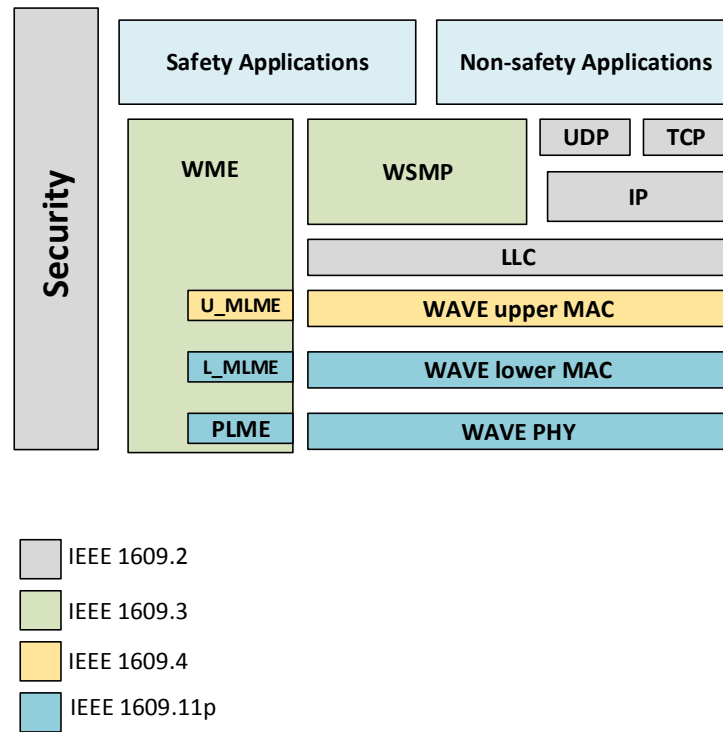 Security
Safety Applications
Non-safety Applications
WME
WSMP
UDP
TCP
IP
LLC
U_MLME
WAVE upper MAC
L_MLME
WAVE lower MAC
PLME
WAVE PHY
IEEE 1609.2
IEEE 1609.3
IEEE 1609.4
IEEE 1609.11p